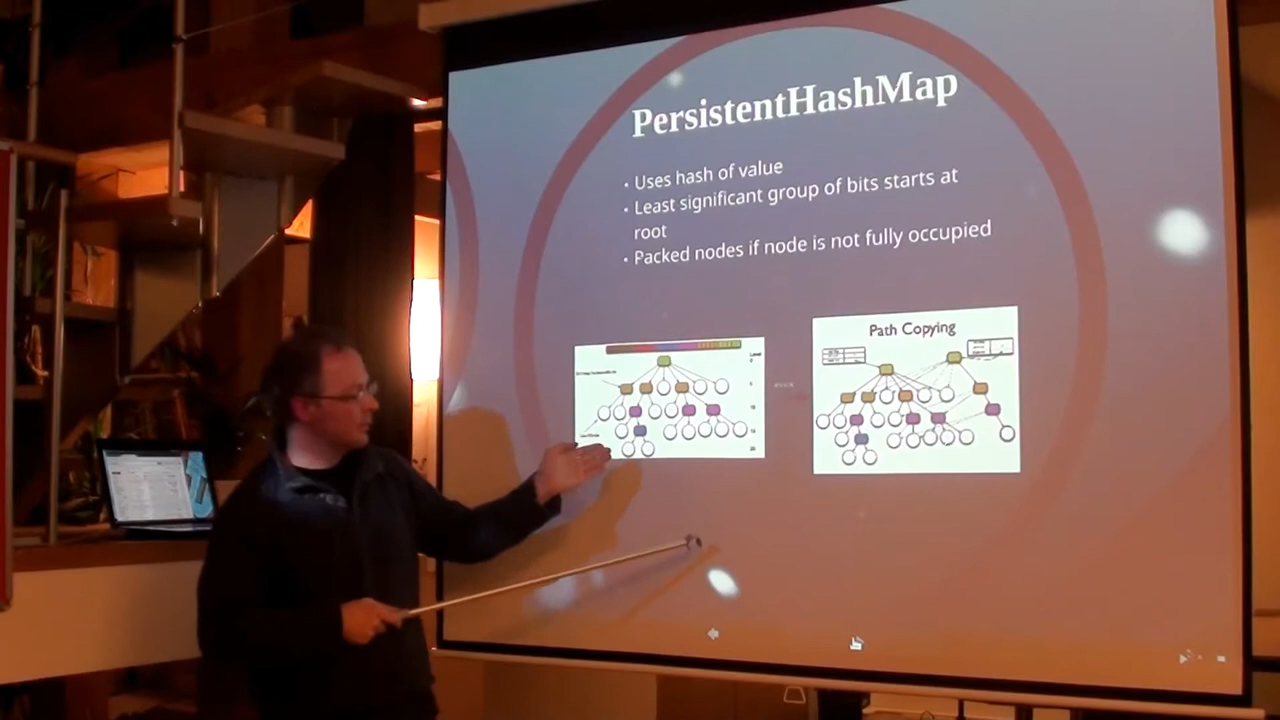 PersistentHashMap
• Uses hash of value
• Least significant group of bits starts at
root
• Packed nodes if node is not fully occupied
Path Copying